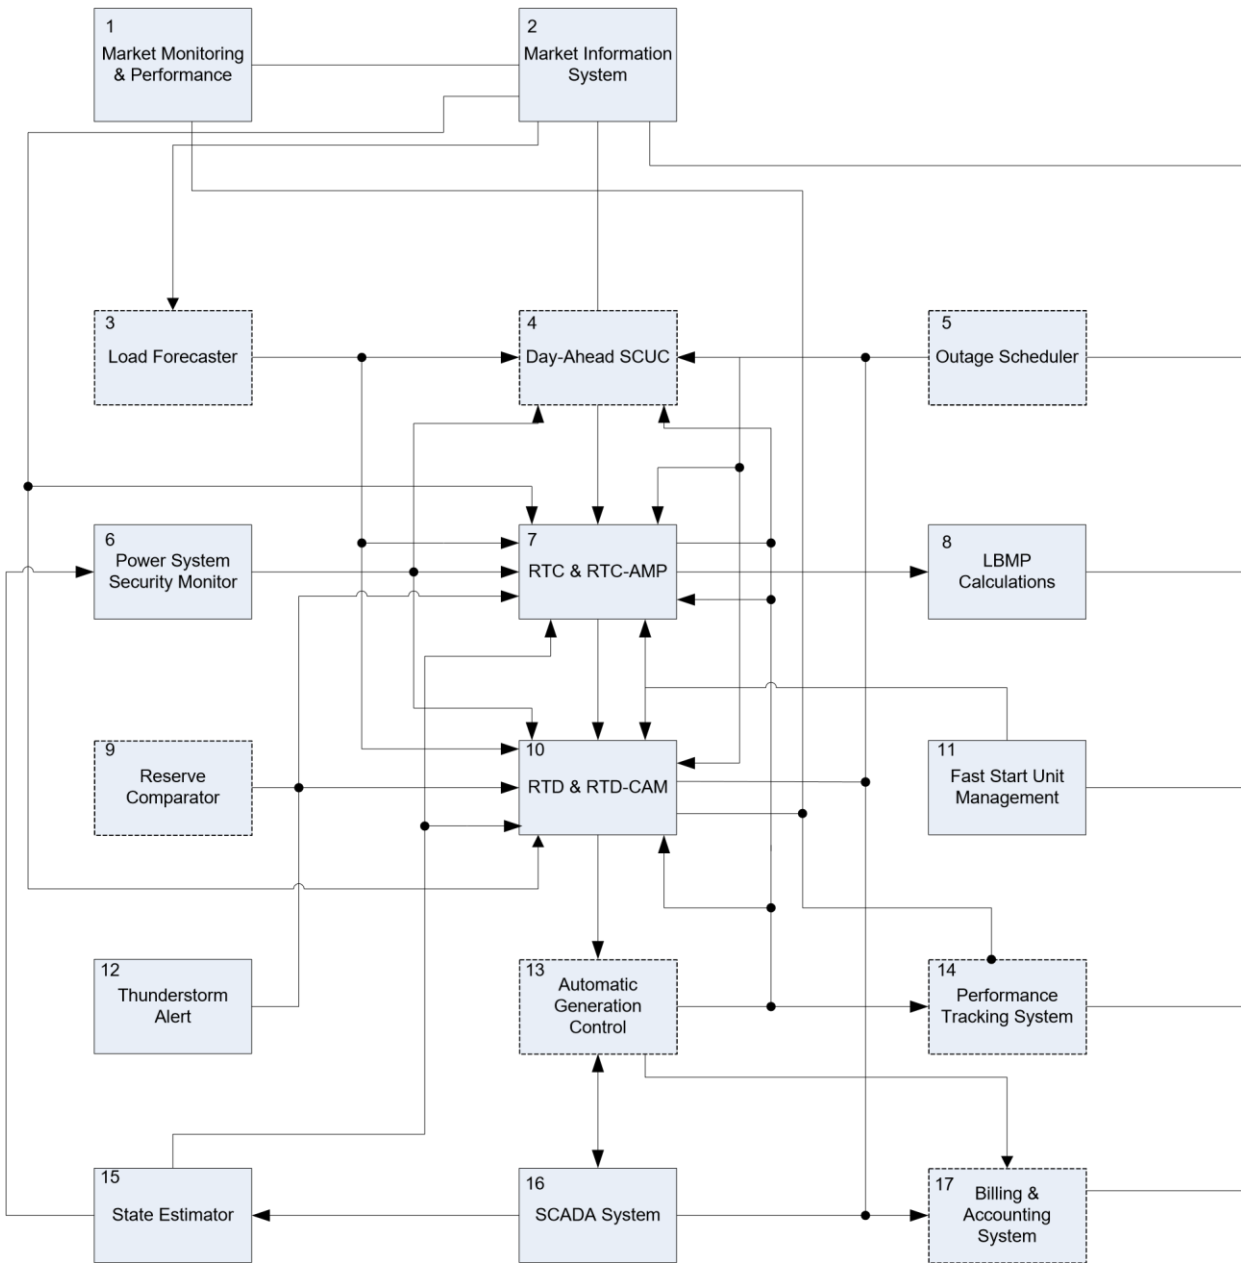 1
Market Monitoring
& Performance
2
Market Information
System
3
Load Forecaster
4
Day-Ahead SCUC
5
Outage Scheduler
6
Power System
Security Monitor
7
RTC & RTC-AMP
8
LBMP
Calculations
9
Reserve
Comparator
10
RTD & RTD-CAM
11
Fast Start Unit
Management
12
Thunderstorm
Alert
13
Automatic
Generation
Control
14
Performance
Tracking System
15
State Estimator
16
SCADA System
17
Billing &
Accounting
System